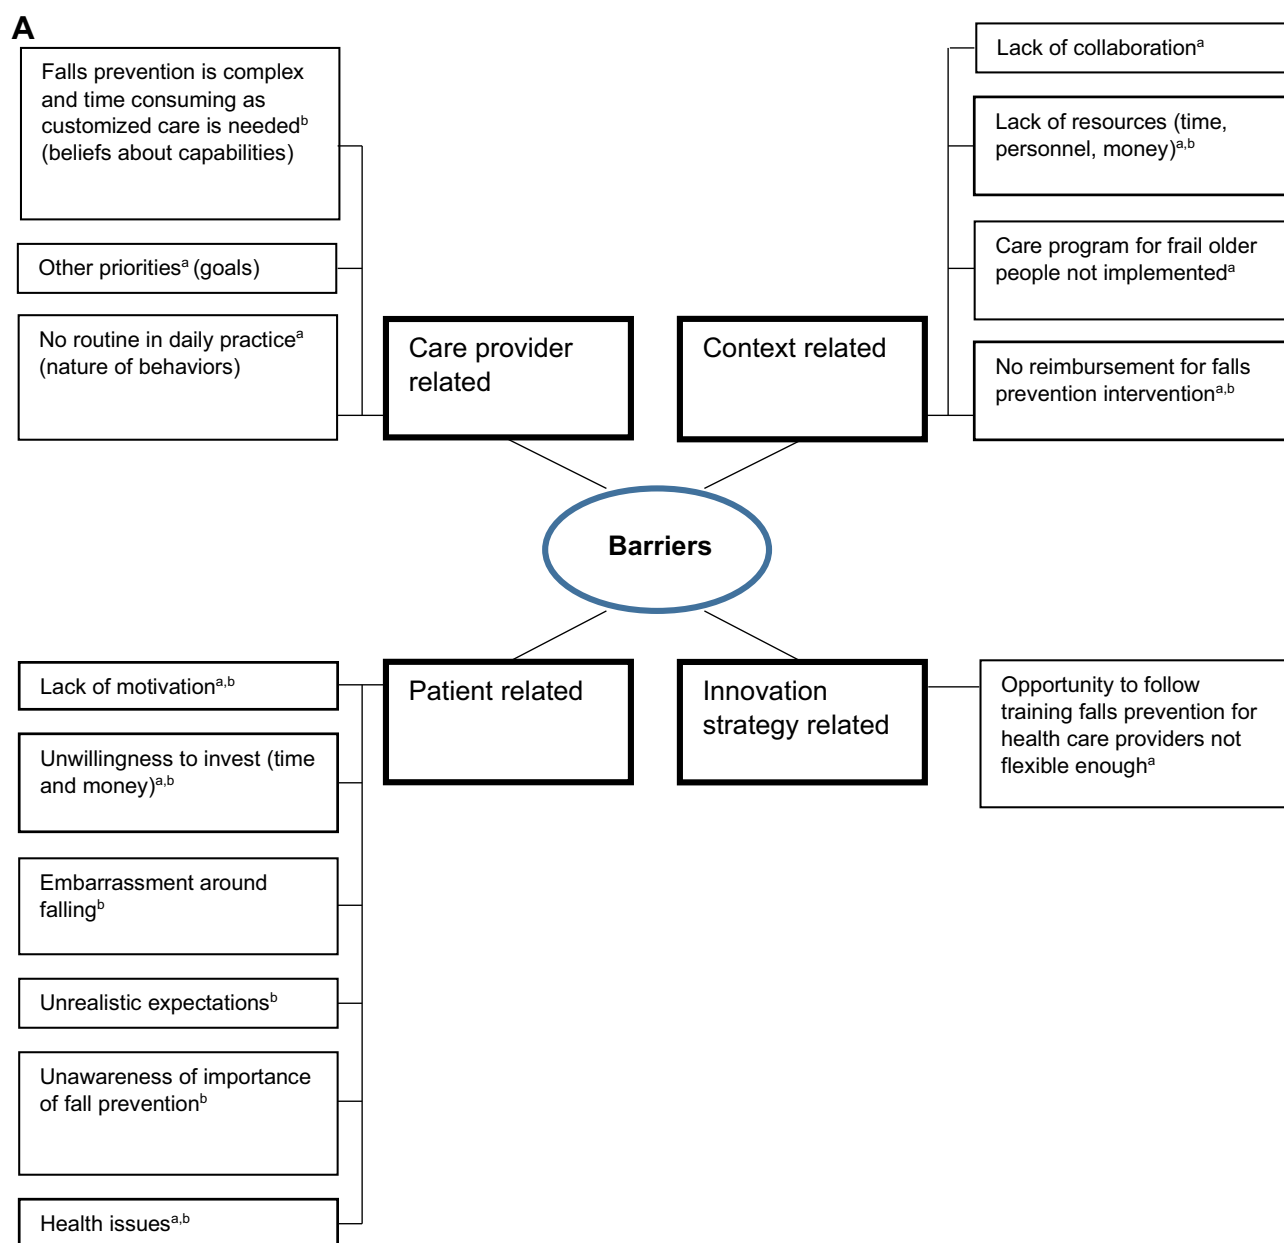 A
Falls prevention is complex
and time consuming as
customized care is needed^b
(beliefs about capabilities)
Other priorities^a (goals)
No routine in daily practice^a
(nature of behaviors)
Care provider
related
Context related
Lack of collaboration^a
Lack of resources (time,
personnel, money)^a,b
Care program for frail older
people not implemented^a
No reimbursement for falls
prevention intervention^a,b
Barriers
Patient related
Innovation
strategy related
Lack of motivation^a,b
Unwillingness to invest (time
and money)^a,b
Embarrassment around
falling^b
Unrealistic expectations^b
Unawareness of importance
of fall prevention^b
Health issues^a,b
Opportunity to follow
training falls prevention for
health care providers not
flexible enough^a